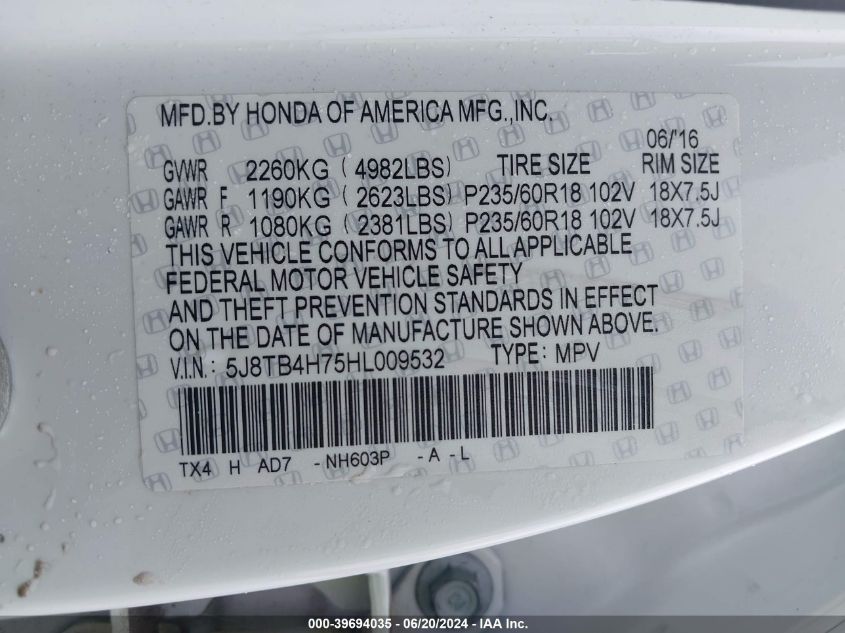 MFD.BY HONDA OF AMERICA MFG.,INC.
06/'16
GVWR 2260KG (4982LBS) TIRE SIZE RIM SIZE
GAWR F 1190KG (2623LBS) P235/60R18 102V 18X7.5J
GAWR R 1080KG (2381LBS) P235/60R18 102V 18X7.5J
THIS VEHICLE CONFORMS TO ALL APPLICABLE
FEDERAL MOTOR VEHICLE SAFETY
AND THEFT PREVENTION STANDARDS IN EFFECT
ON THE DATE OF MANUFACTURE SHOWN ABOVE.
V.I.N.: 5J8TB4H75HL009532 TYPE: MPV
TX4 H AD7 -NH603P -A -L
000-39694035 - 06/20/2024 - IAAI.com. Copyright IAA, Inc.